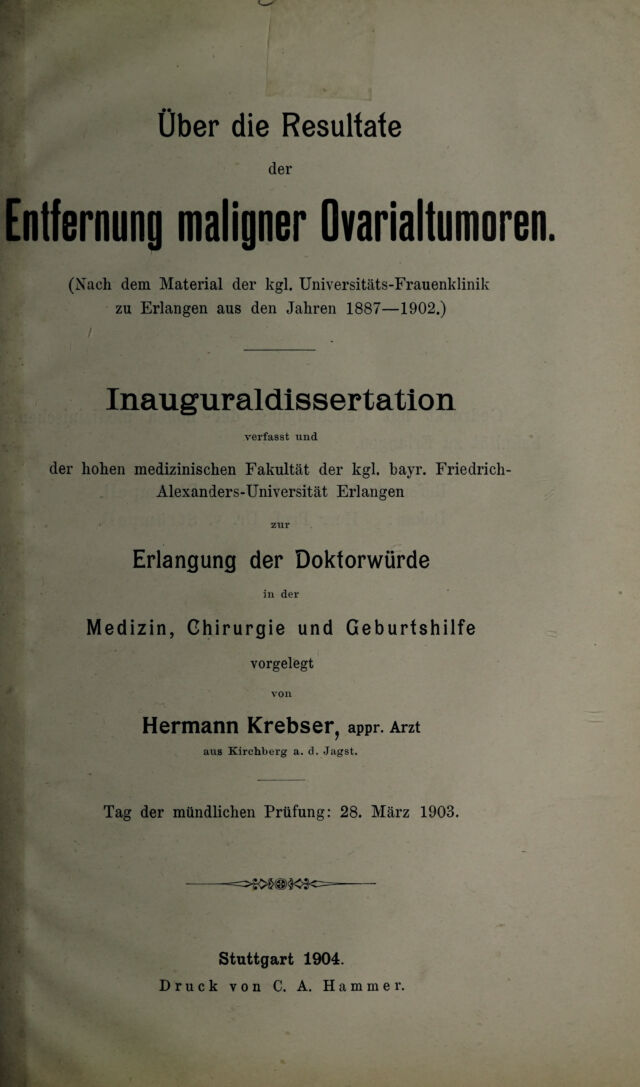 Über die Resultate
der
Entfernung maligner Ovarialtumoren.
(Nach dem Material der kgl. Universitäts-Frauenklinik
zu Erlangen aus den Jahren 1887—1902.)
Inauguraldissertation
verfasst und
der hohen medizinischen Fakultät der kgl. bayr. Friedrich-
Alexanders-Universität Erlangen
zur
Erlangung der Doktorwürde
in der
Medizin, Chirurgie und Geburtshilfe
vorgelegt
von
Hermann Krebser, appr. Arzt
aus Kirchberg a. d. Jagst.
Tag der mündlichen Prüfung: 28. März 1903.
Stuttgart 1904.
Druck von C. A. Hammer.